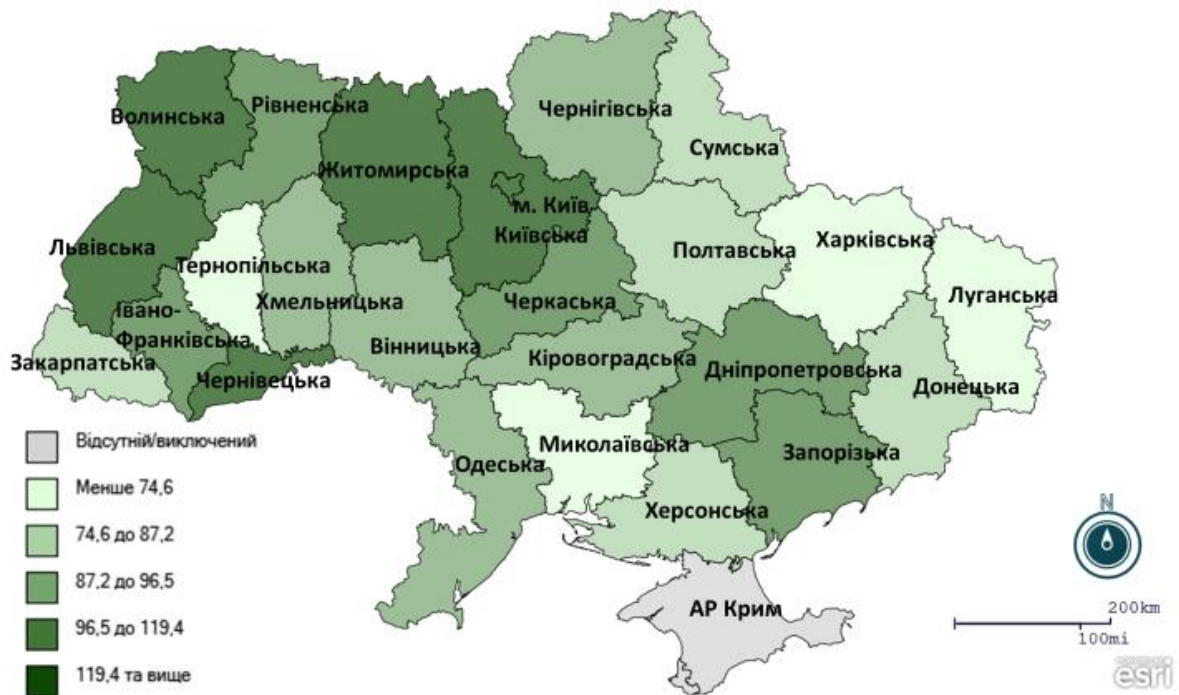 Волинська
Рівненська
Житомирська
Чернігівська
Сумська
м. Київ
Київська
Львівська
Тернопільська
Хмельницька
Полтавська
Харківська
Луганська
Івано-
Франківська
Закарпатська
Чернівецька
Вінницька
Черкаська
Кіровоградська
Дніпропетровська
Донецька
Одеська
Миколаївська
Запорізька
Херсонська
АР Крим
Відсутній/виключений
Менше 74,6
74,6 до 87,2
87,2 до 96,5
96,5 до 119,4
119,4 та вище
N
200km
100mi
esri